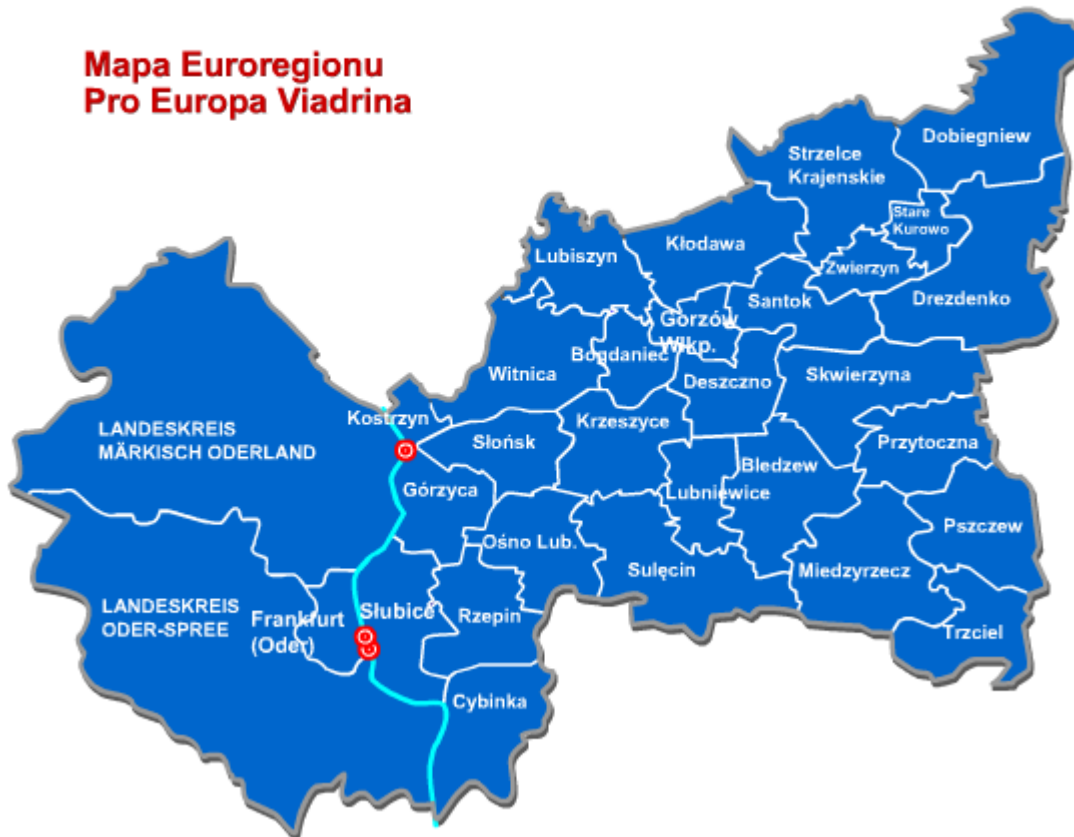 Mapa Euroregionu
Pro Europa Viadrina
Dobiegniew
Strzelce
Krajenskie
Stare
Kurowo
Kłodawa
Lubiszyn
Zwierzyn
Santok
Drezdenko
Gorzów
Wlkp.
Bogdaniec
Witnica
Deszczno
Skwierzyna
Kostrzyn
Krzeszyce
LANDESKREIS
MÄRKISCH ODERLAND
Słońsk
Przytoczna
Bledzew
Górzyca
Lubniewice
Pszczew
Ośno Lub.
Sulęcin
Miedzyrzecz
LANDESKREIS
ODER-SPREE
Frankfurt
(Oder)
Słubice
Rzepin
Trzciel
Cybinka